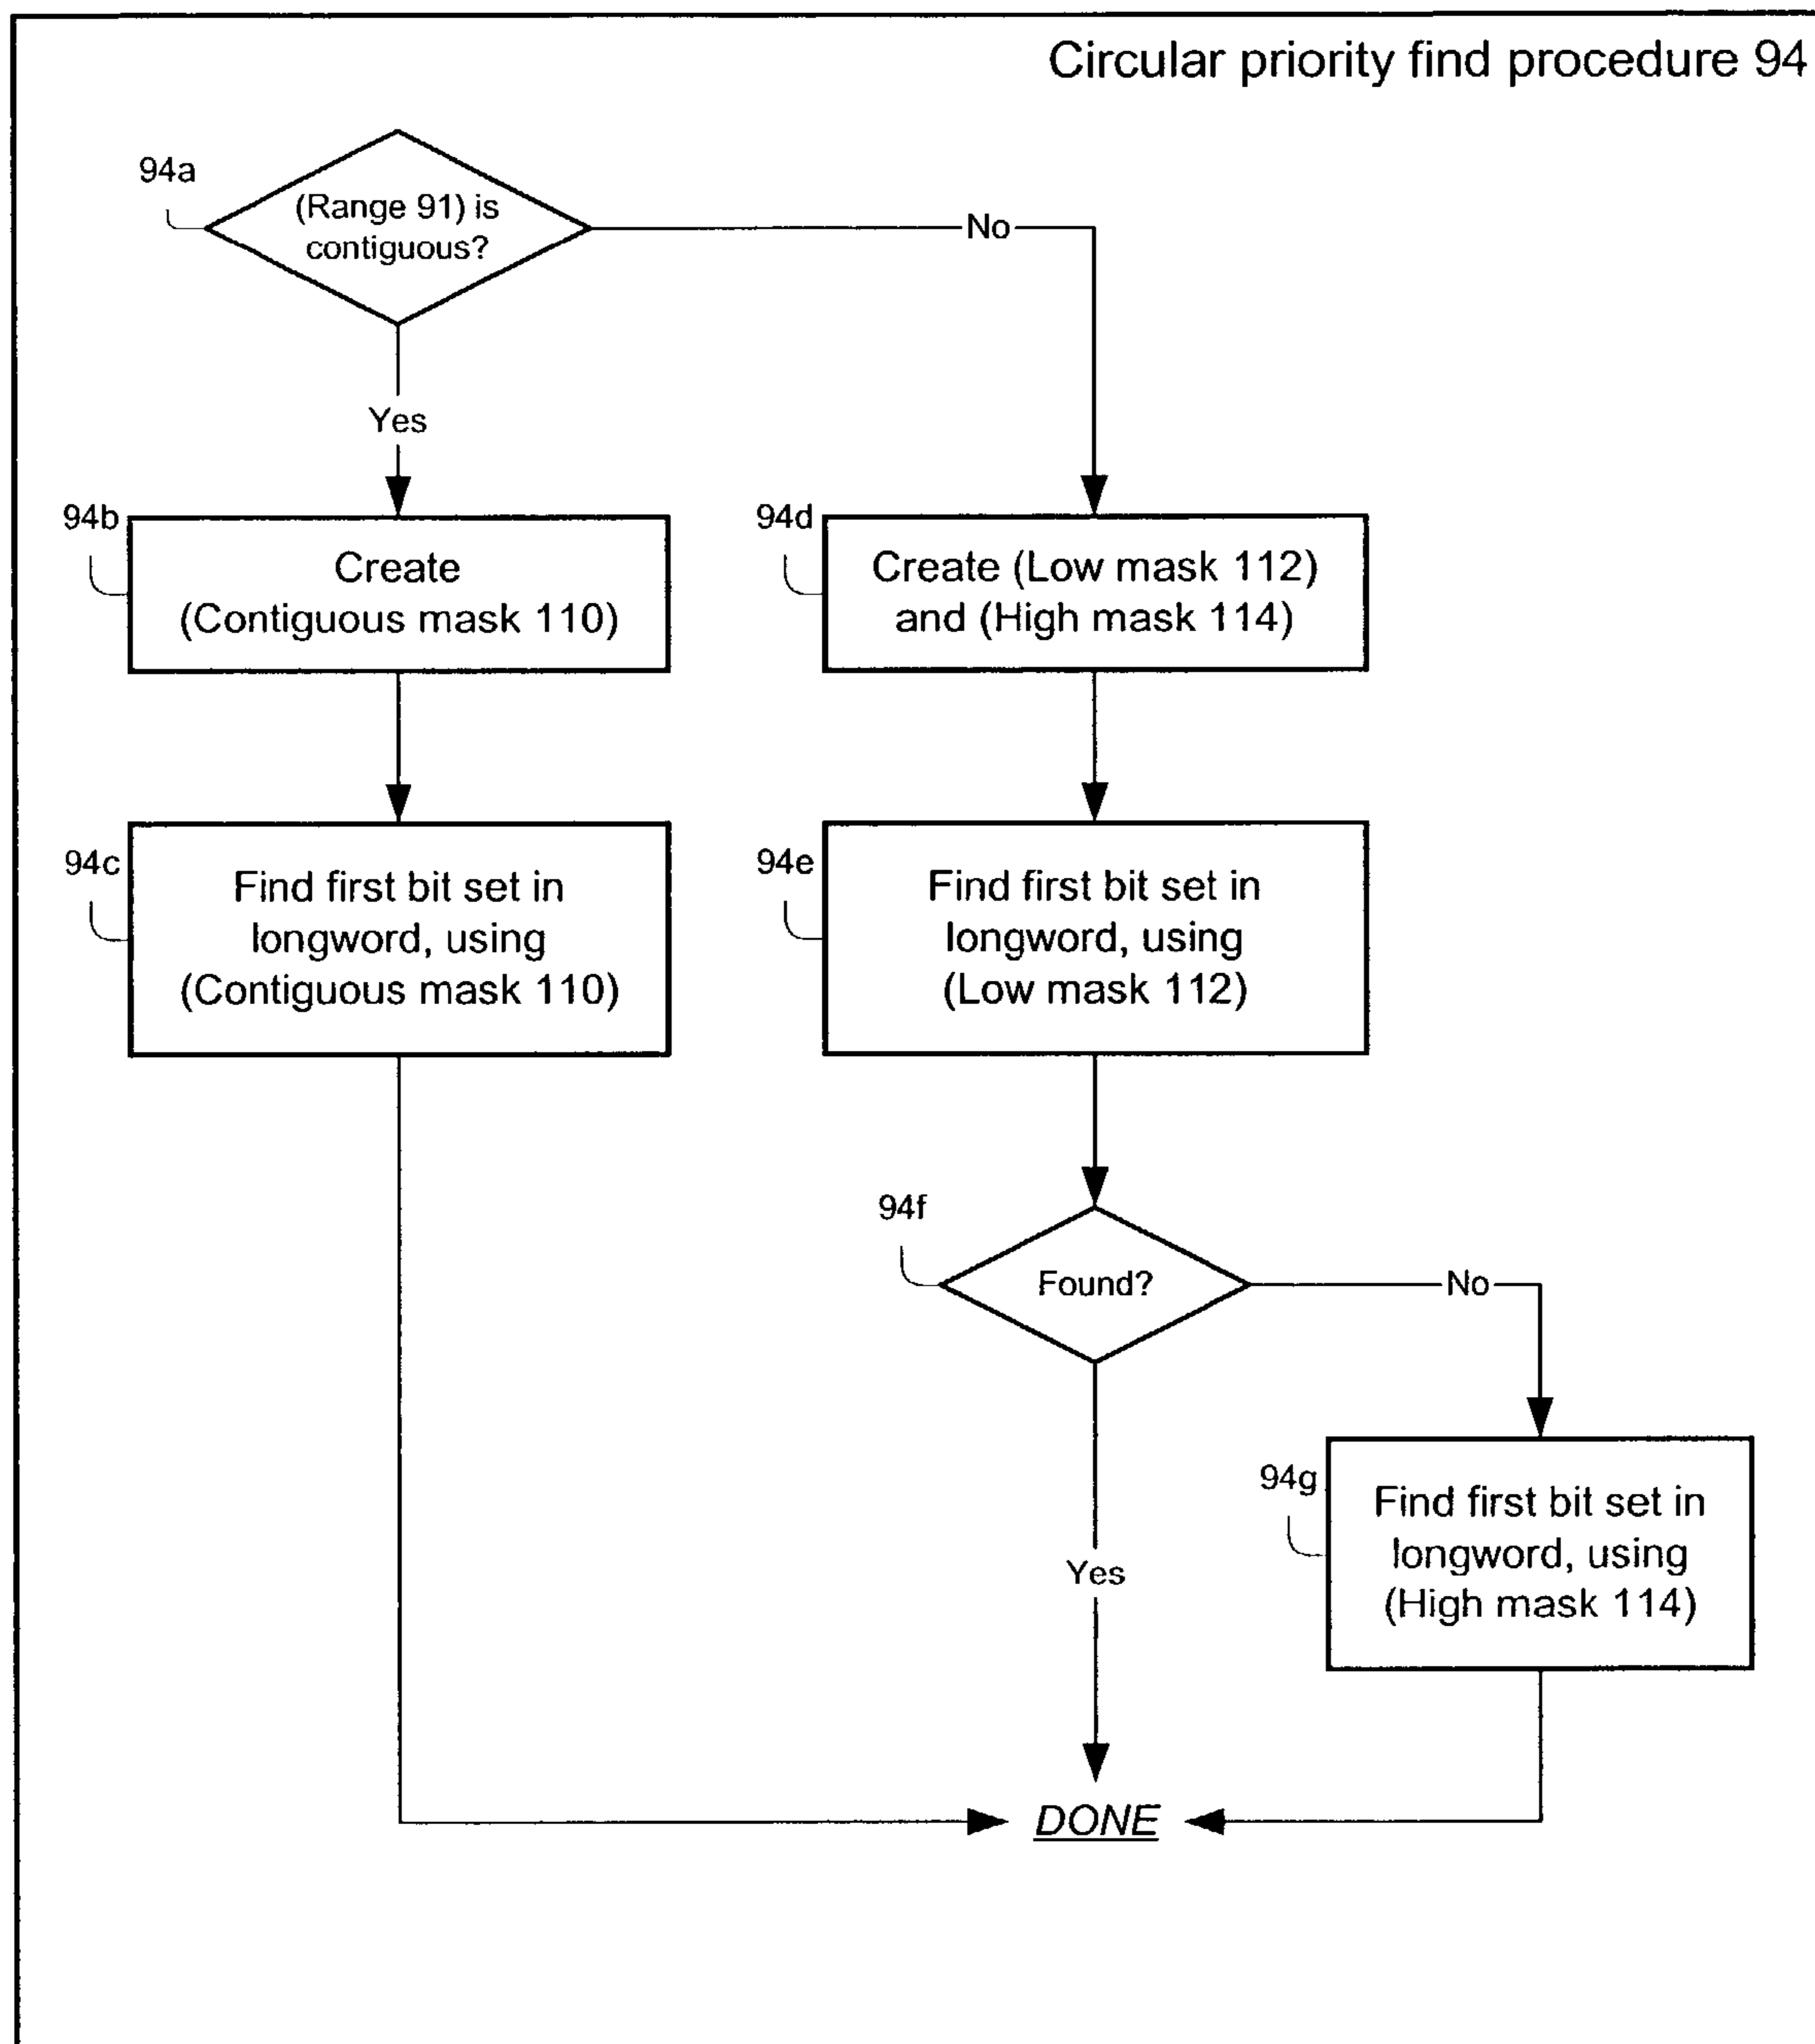 Circular priority find procedure 94
94a
(Range 91) is
contiguous?
No
Yes
94b
Create
(Contiguous mask 110)
94d
Create (Low mask 112)
and (High mask 114)
94c
Find first bit set in
longword, using
(Contiguous mask 110)
94e
Find first bit set in
longword, using
(Low mask 112)
94f
Found?
No
Yes
94g
Find first bit set in
longword, using
(High mask 114)
DONE